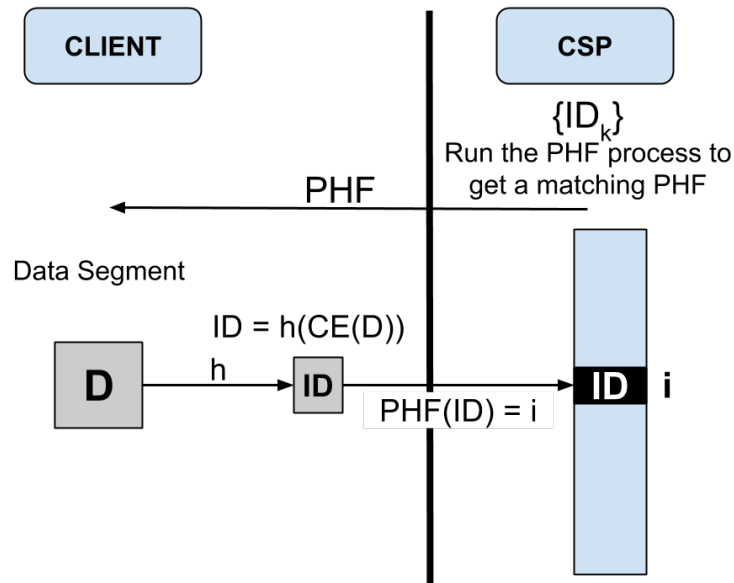 CLIENT
CSP
{ID_k}
Run the PHF process to
get a matching PHF
PHF
Data Segment
ID = h(CE(D))
h
D
ID
PHF(ID) = i
ID
i